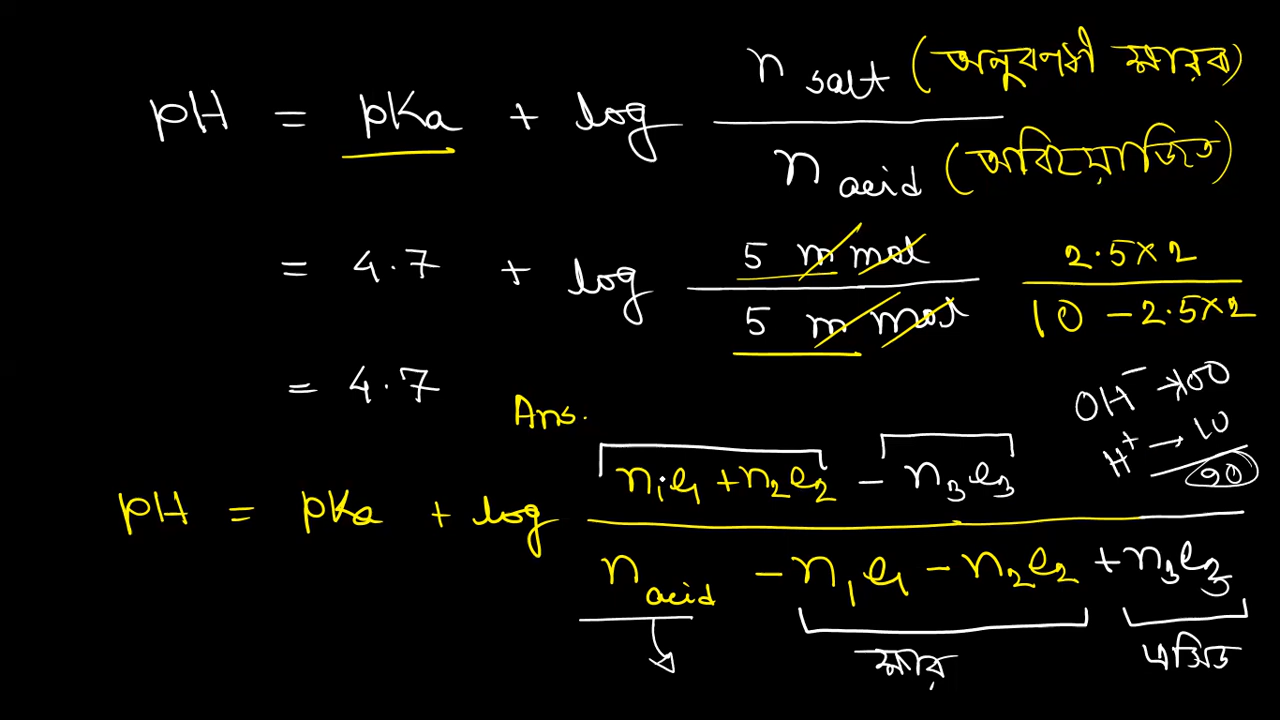 pH = pKa + log n salt (অনুবন্ধী ক্ষারক) / n acid (অবিয়োজিত)
= 4.7 + log 5 m mol / 5 m mol 2.5×2 / 10 - 2.5×2
= 4.7 Ans.
OH⁻ → 100
H⁺ → 10
90
pH = pKa + log n₁e₁ + n₂e₂ - n₃e₃ / n acid - n₁e₁ - n₂e₂ + n₃e₃
ক্ষার এসিড